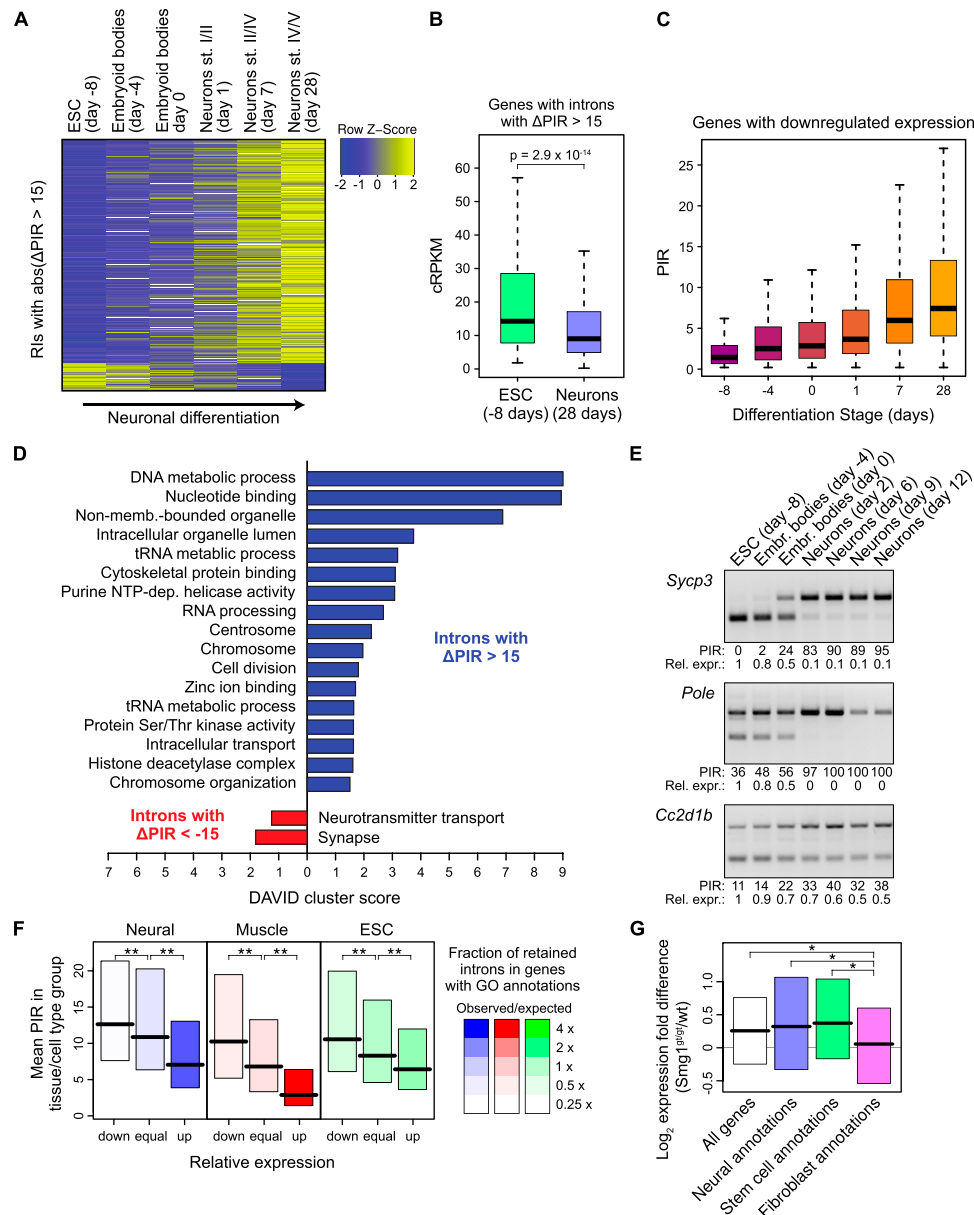 A
ESC
(day -8)
Embryoid bodies
(day -4)
Embryoid bodies
day 0
Neurons st. I/II
(day 1)
Neurons st. II/IV
(day 7)
Neurons st. IV/V
(day 28)
Row Z-Score
-2 -1 0 1 2
RIs with abs(ΔPIR > 15)
Neuronal differentiation
B
Genes with introns
with ΔPIR > 15
p = 2.9 x 10-14
cRPKM
60
50
40
30
20
10
0
ESC
(-8 days)
Neurons
(28 days)
C
Genes with downregulated expression
PIR
25
20
15
10
5
0
-8 -4 0 1 7 28
Differentiation Stage (days)
D
DNA metabolic process
Nucleotide binding
Non-memb.-bounded organelle
Intracellular organelle lumen
tRNA metablic process
Cytoskeletal protein binding
Purine NTP-dep. helicase activity
RNA processing
Centrosome
Chromosome
Cell division
Zinc ion binding
tRNA metabolic process
Protein Ser/Thr kinase activity
Intracellular transport
Histone deacetylase complex
Chromosome organization
Introns with
ΔPIR > 15
Introns with
ΔPIR < -15
Neurotransmitter transport
Synapse
7 6 5 4 3 2 1 0 1 2 3 4 5 6 7 8 9
DAVID cluster score
E
ESC (day -8)
Embr. bodies (day -4)
Embr. bodies (day 0)
Neurons (day 2)
Neurons (day 6)
Neurons (day 9)
Neurons (day 12)
Sycp3
PIR: 0 2 24 83 90 89 95
Rel. expr.: 1 0.8 0.5 0.1 0.1 0.1 0.1
Pole
PIR: 36 48 56 97 100 100 100
Rel. expr.: 1 0.8 0.5 0 0 0 0
Cc2d1b
PIR: 11 14 22 33 40 32 38
Rel. expr.: 1 0.9 0.7 0.7 0.6 0.5 0.5
F
Neural Muscle ESC
** ** ** ** ** **
Mean PIR in
tissue/cell type group
20
15
10
5
0
down equal up down equal up down equal up
Relative expression
Fraction of retained
introns in genes
with GO annotations
Observed/expected
4 x
2 x
1 x
0.5 x
0.25 x
G
*
*
*
Log2 expression fold difference
(Smg1gt/gt/wt)
1.0
0.5
0
-0.5
All genes
Neural annotations
Stem cell annotations
Fibroblast annotations